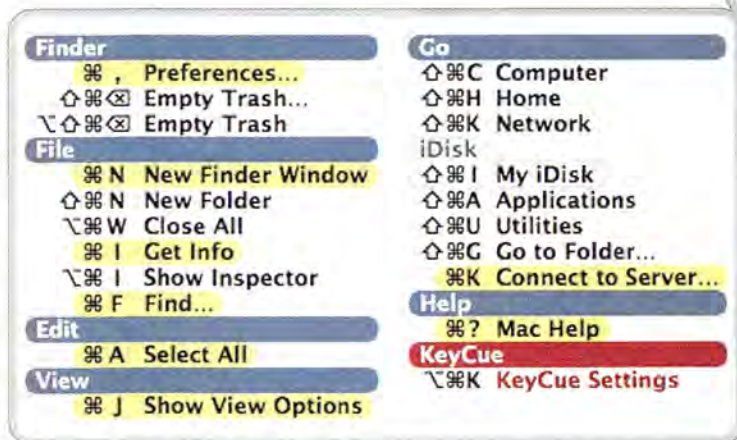 Finder
⌘ , Preferences...
⇧⌘⌫ Empty Trash...
⌥⇧⌘⌫ Empty Trash
File
⌘ N New Finder Window
⇧⌘ N New Folder
⌥⌘ W Close All
⌘ I Get Info
⌥⌘ I Show Inspector
⌘ F Find...
Edit
⌘ A Select All
View
⌘ J Show View Options
Go
⇧⌘C Computer
⇧⌘H Home
⇧⌘K Network
iDisk
⇧⌘ I My iDisk
⇧⌘A Applications
⇧⌘U Utilities
⇧⌘G Go to Folder...
⌘K Connect to Server...
Help
⌘? Mac Help
KeyCue
⌥⌘K KeyCue Settings